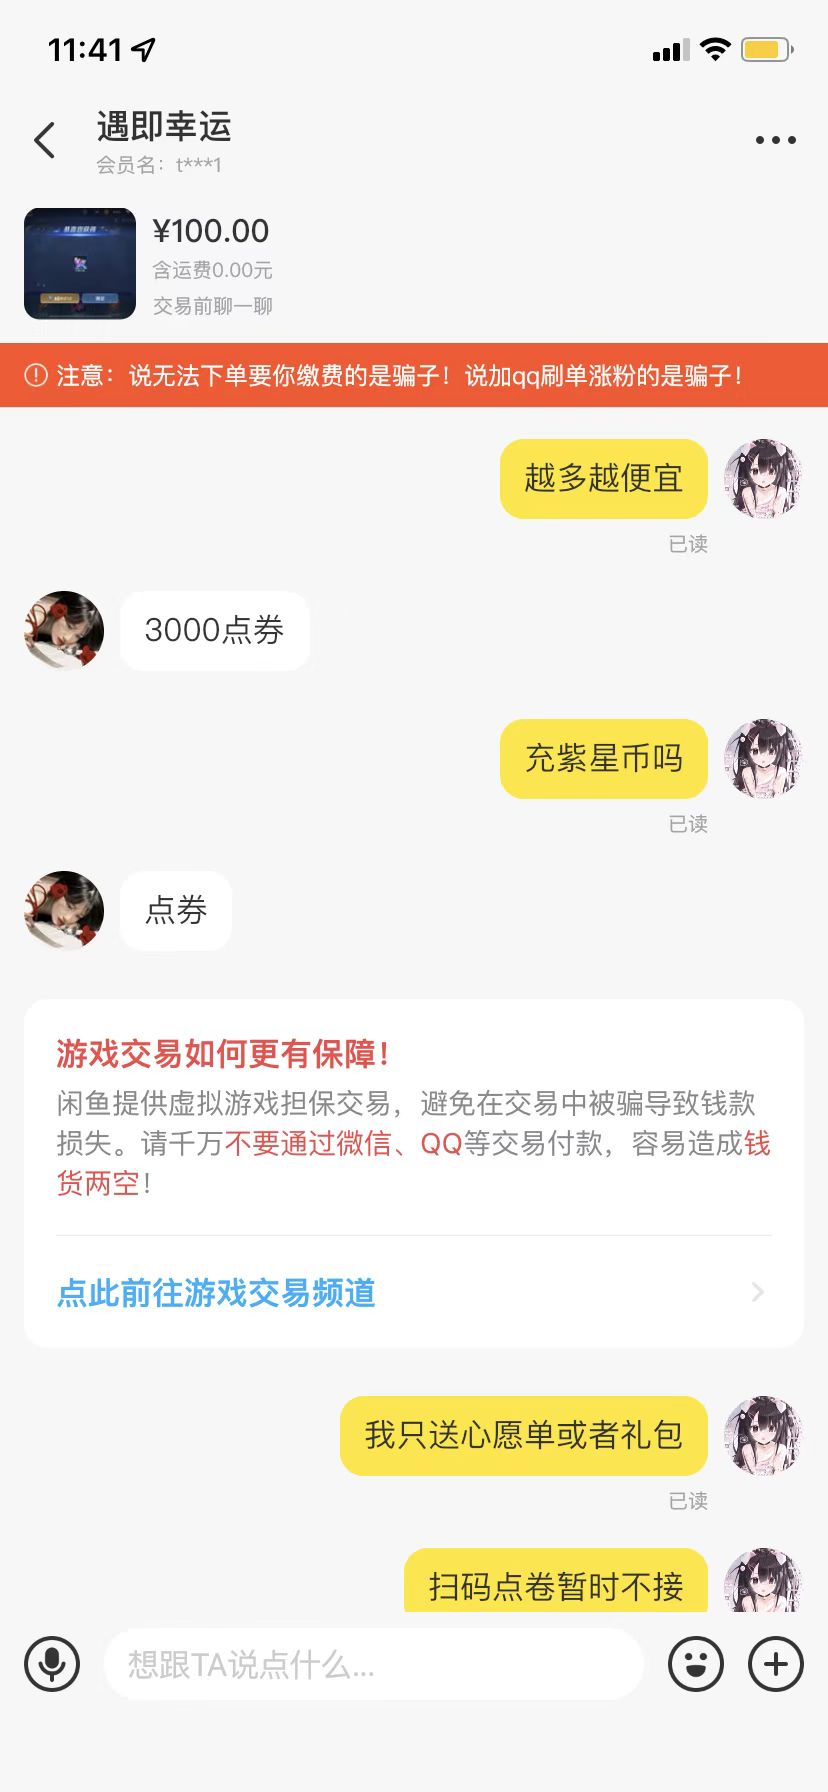 11:41
遇即幸运
会员名：t***1
¥100.00
含运费0.00元
交易前聊一聊
注意：说无法下单要你缴费的是骗子！说加qq刷单涨粉的是骗子！
越多越便宜
已读
3000点券
充紫星币吗
已读
点券
游戏交易如何更有保障！
闲鱼提供虚拟游戏担保交易，避免在交易中被骗导致钱款
损失。请千万不要通过微信、QQ等交易付款，容易造成钱
货两空！
点此前往游戏交易频道
我只送心愿单或者礼包
已读
扫码点卷暂时不接
想跟TA说点什么...